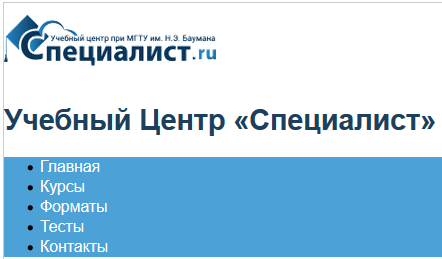 Учебный центр при МГТУ им. Н.Э. Баумана
Специалист.ru
Учебный Центр «Специалист»
Главная
Курсы
Форматы
Тесты
Контакты